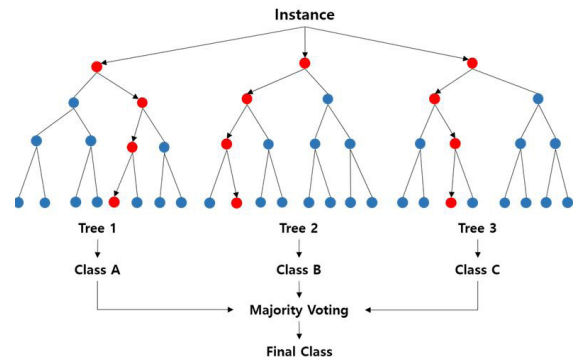 Instance
Tree 1
Tree 2
Tree 3
Class A
Class B
Class C
Majority Voting
Final Class